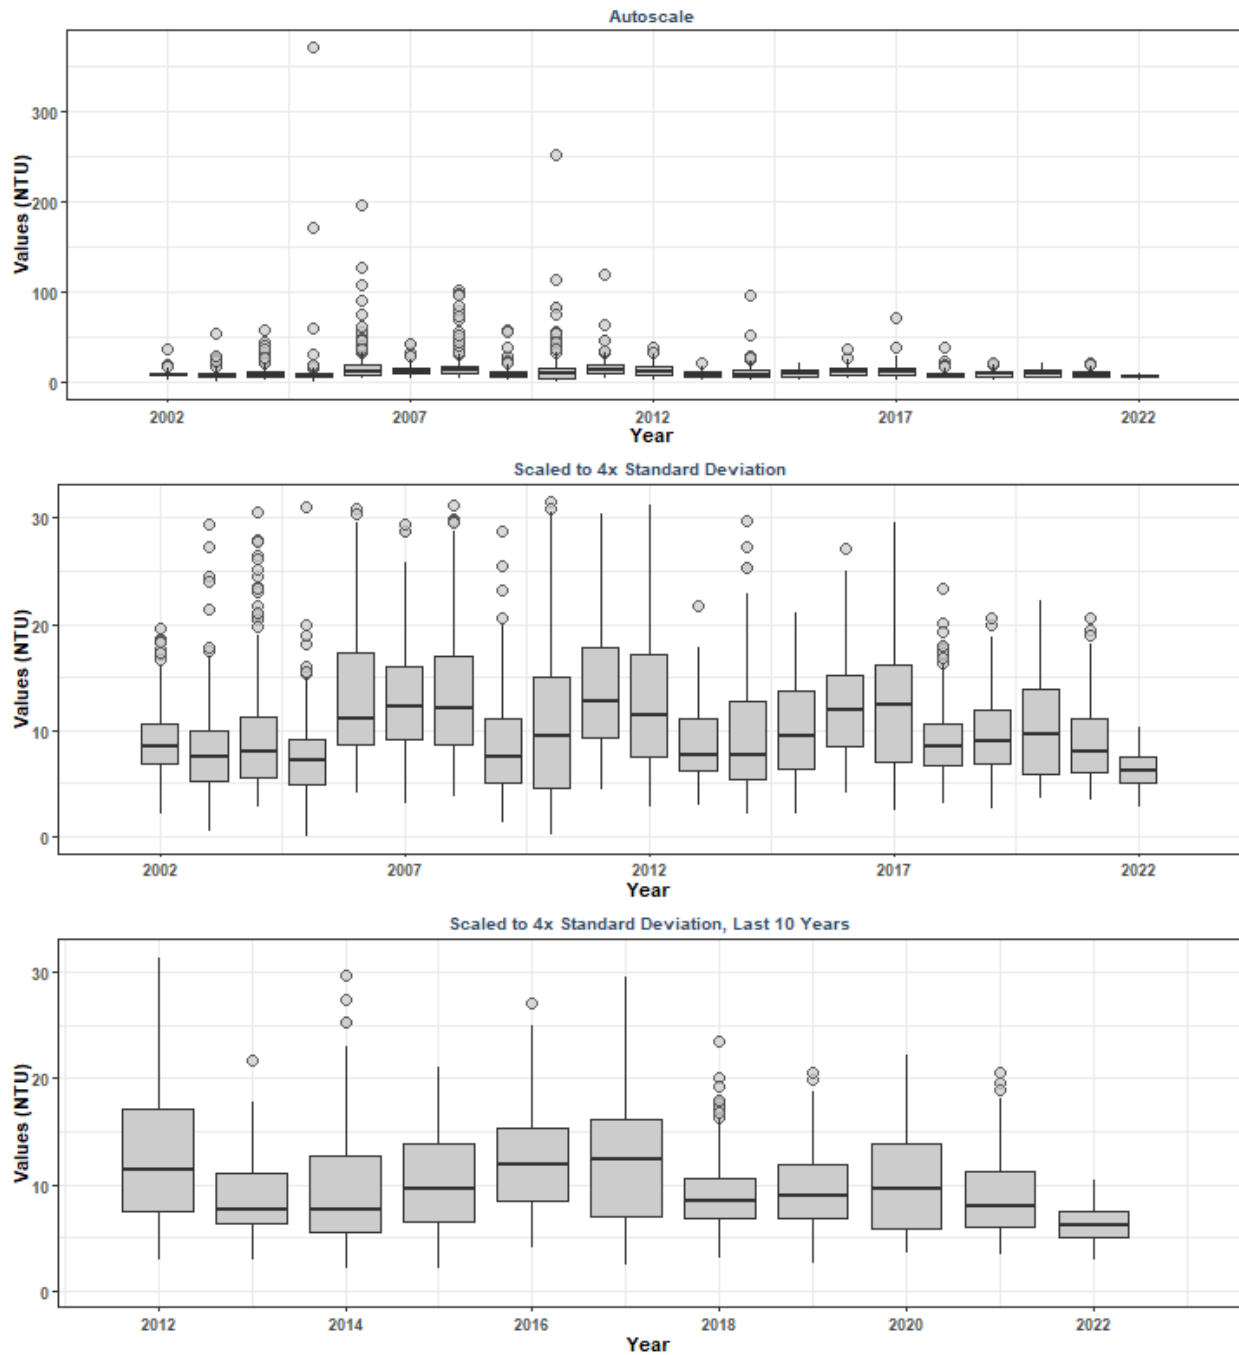 Autoscale
Values (NTU)
300
200
100
0
2002 2007 2012 2017 2022
Year
Scaled to 4x Standard Deviation
Values (NTU)
30
20
10
0
2002 2007 2012 2017 2022
Year
Scaled to 4x Standard Deviation, Last 10 Years
Values (NTU)
30
20
10
0
2012 2014 2016 2018 2020 2022
Year